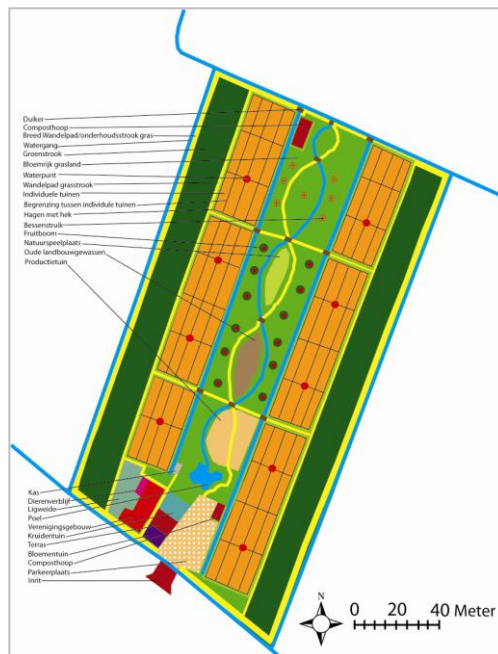 Duiker
Composthoop
Breed Wandelpad/onderhoudsstrook gras
Watergang
Groenstrook
Bloemrijk grasland
Waterpunt
Wandelpad grasstrook
Individuele tuinen
Begrenzing tussen individule tuinen
Hagen met hek
Bessenstruik
Fruitboom
Natuurspeelplaats
Oude landbouwgewassen
Productietuin
Kas
Dierenverblijf
Ligweide
Poel
Verenigingsgebouw
Kruidentuin
Terras
Bloementuin
Composthoop
Parkeerplaats
Inrit
N
0 20 40 Meter